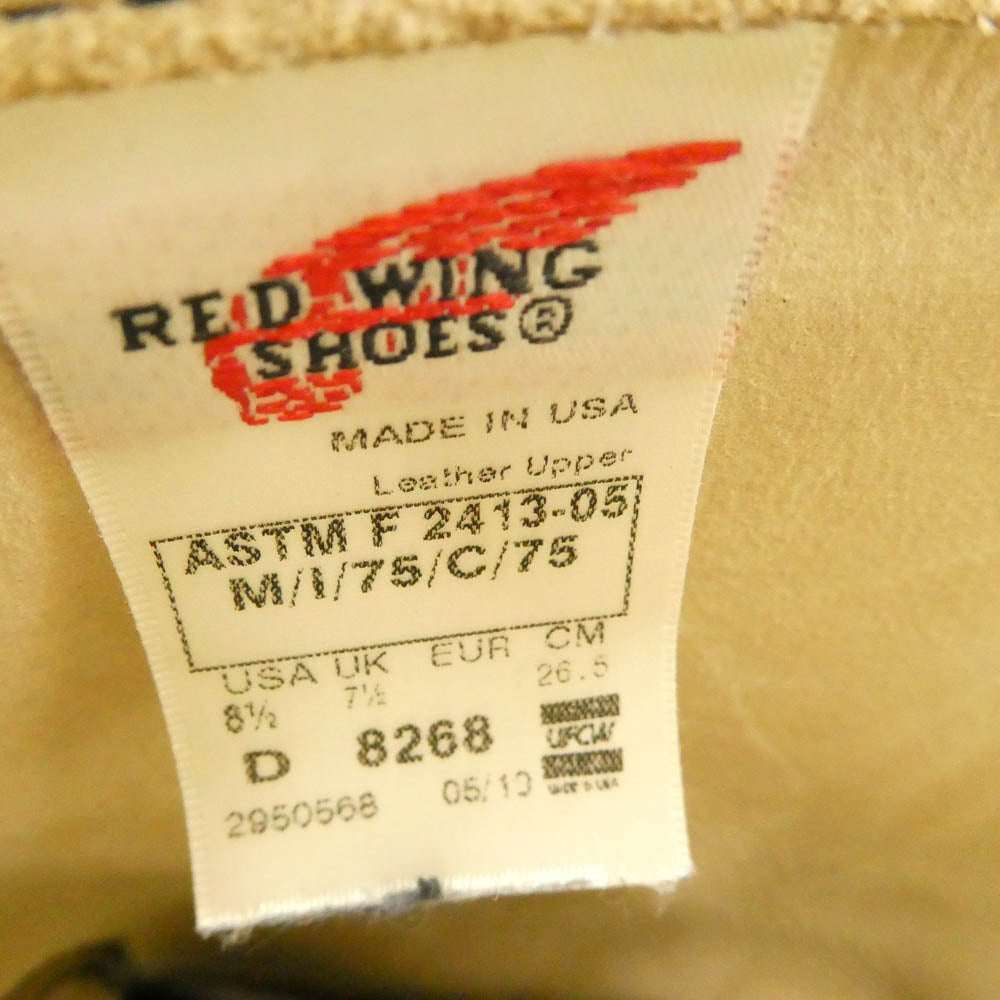 RED WING
SHOES®
MADE IN USA
Leather Upper
ASTM F 2413-05
M/I/75/C/75
USA UK EUR CM
8½ 7½ 26.5
D 8268 UFCW
2950568 05/10